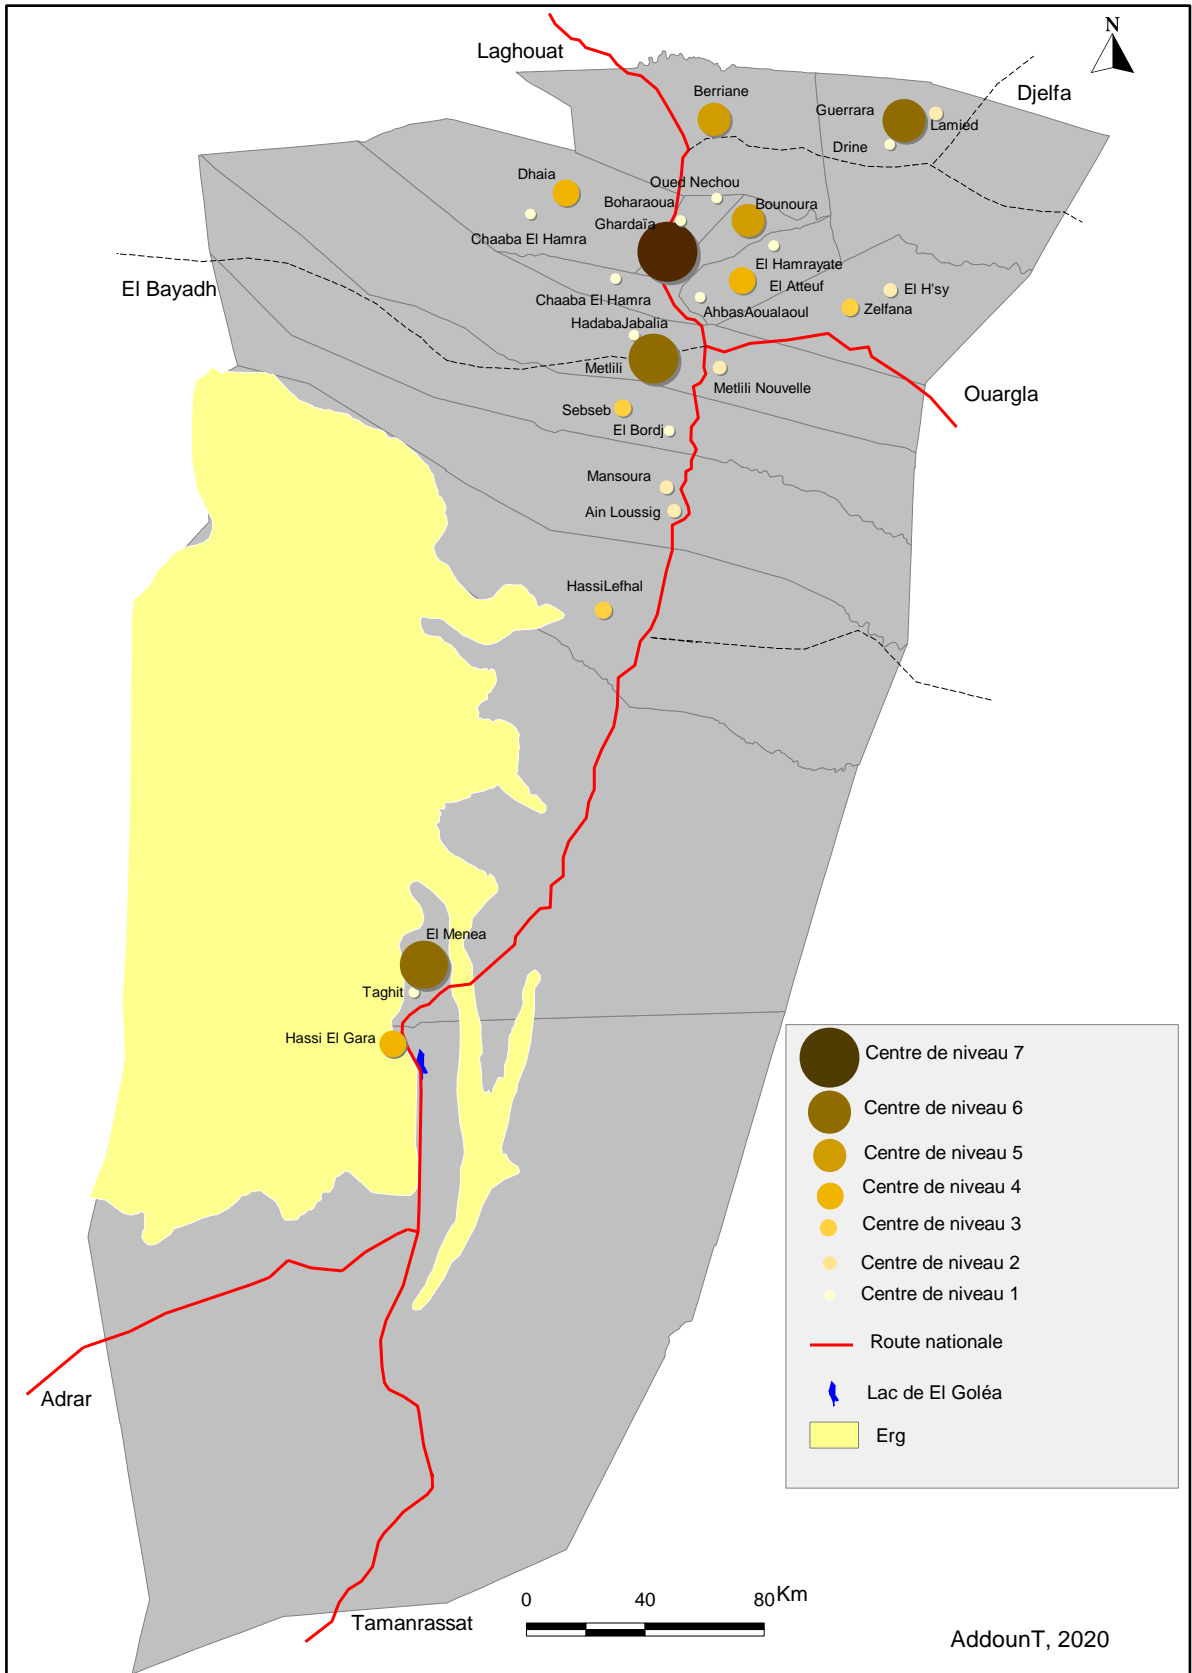 N
Laghouat
Djelfa
Berriane
Guerrara
Lamied
Drine
Dhaia
Oued Nechou
Boharaoua
Bounoura
Ghardaïa
Chaaba El Hamra
El Hamrayate
El Bayadh
El Atteuf
El H'sy
Chaaba El Hamra
AhbasAoualaoul
Zelfana
HadabaJabalia
Metlili
Metlili Nouvelle
Ouargla
Sebseb
El Bordj
Mansoura
Ain Loussig
HassiLefhal
El Menea
Taghit
Hassi El Gara
Centre de niveau 7
Centre de niveau 6
Centre de niveau 5
Centre de niveau 4
Centre de niveau 3
Centre de niveau 2
Centre de niveau 1
Route nationale
Lac de El Goléa
Erg
Adrar
Tamanrassat
0 40 80 Km
AddounT, 2020